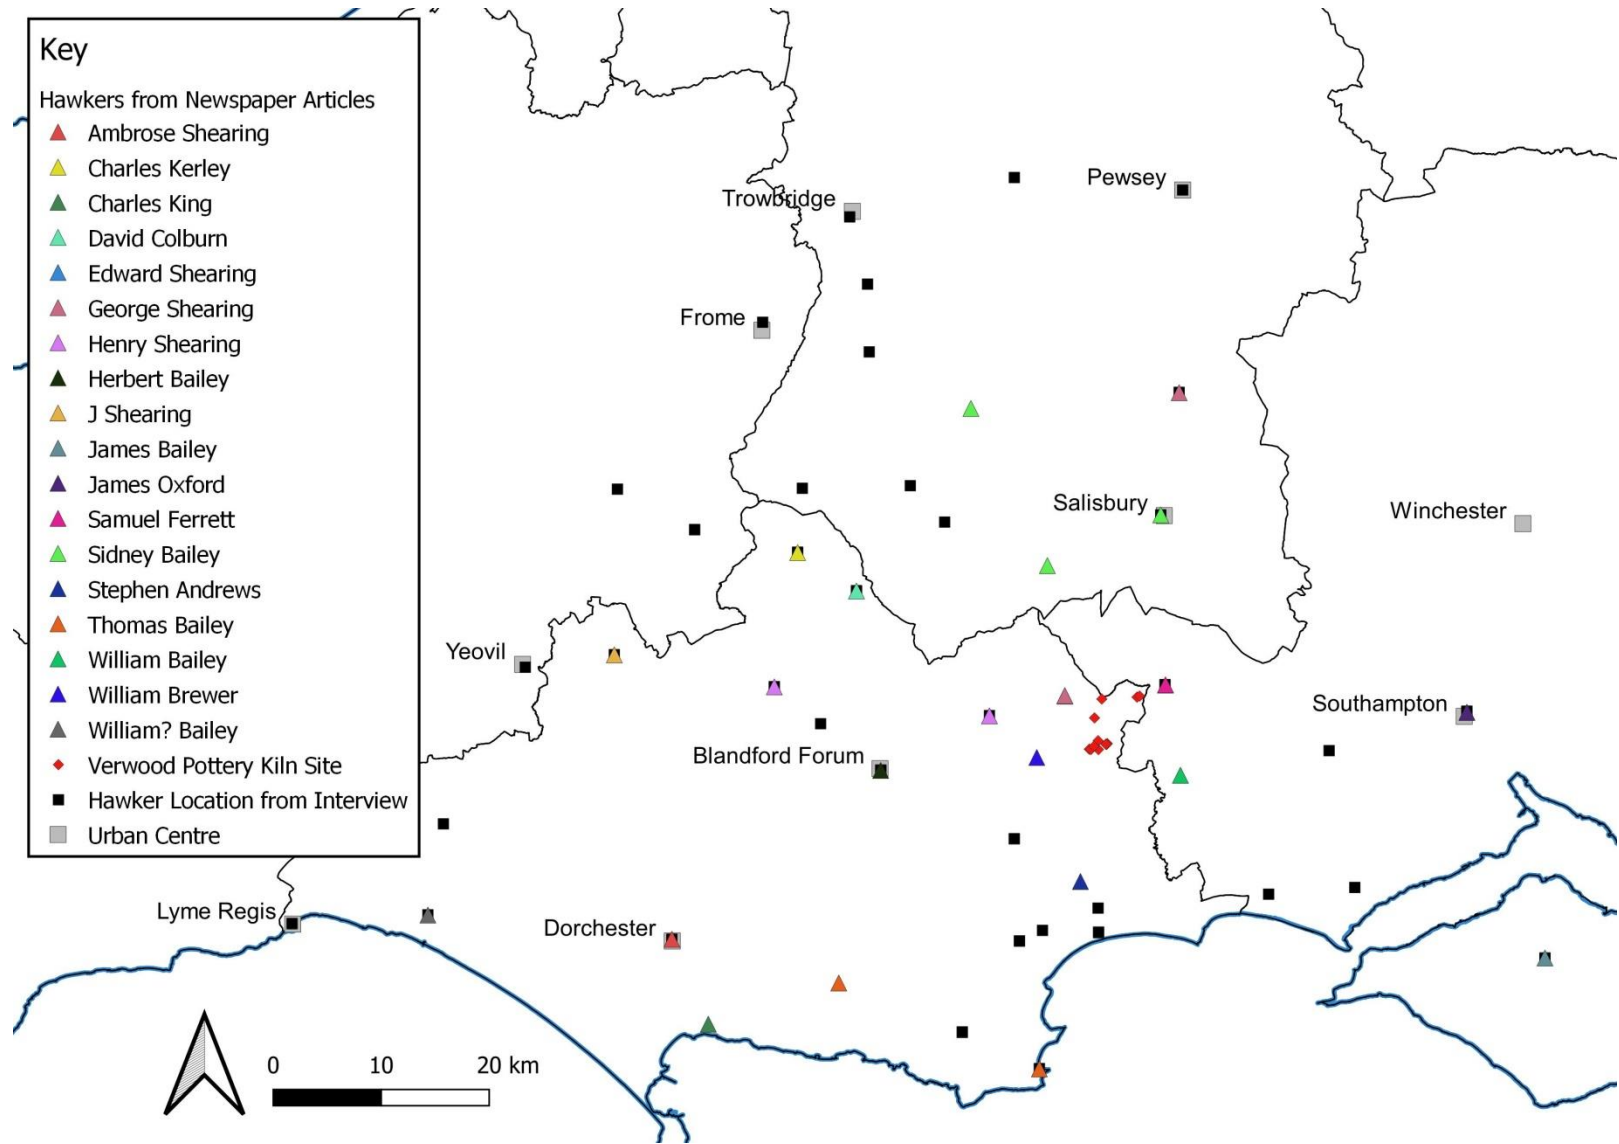 Key
Hawkers from Newspaper Articles
Ambrose Shearing
Charles Kerley
Charles King
David Colburn
Edward Shearing
George Shearing
Henry Shearing
Herbert Bailey
J Shearing
James Bailey
James Oxford
Samuel Ferrett
Sidney Bailey
Stephen Andrews
Thomas Bailey
William Bailey
William Brewer
William? Bailey
Verwood Pottery Kiln Site
Hawker Location from Interview
Urban Centre
Pewsey
Trowbridge
Frome
Salisbury
Winchester
Yeovil
Southampton
Blandford Forum
Lyme Regis
Dorchester
0 10 20 km